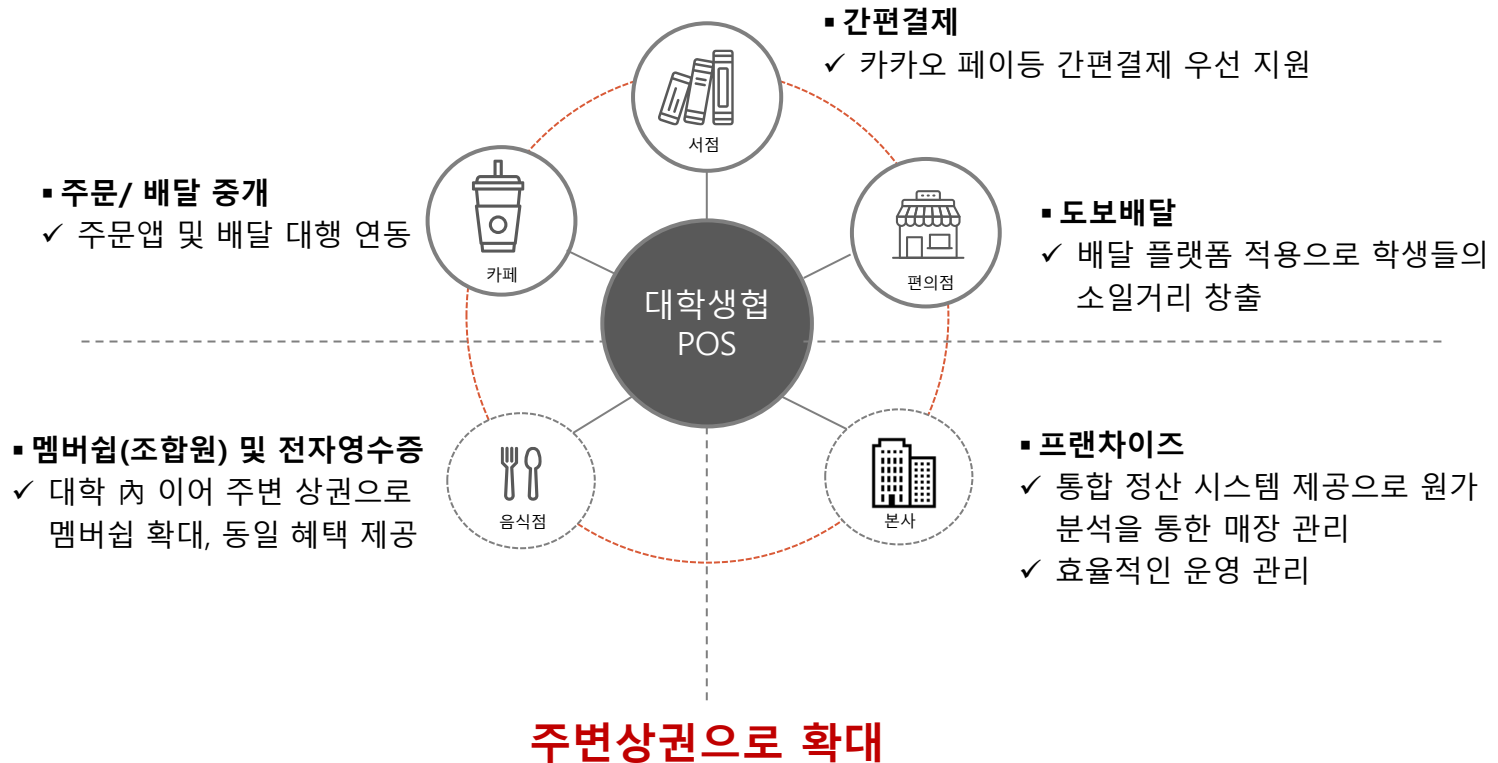 ▪ 간편결제
✓ 카카오 페이등 간편결제 우선 지원
서점
▪ 주문/ 배달 중개
✓ 주문앱 및 배달 대행 연동
카페
편의점
▪ 도보배달
✓ 배달 플랫폼 적용으로 학생들의
소일거리 창출
대학생협
POS
▪ 멤버쉽(조합원) 및 전자영수증
✓ 대학 內 이어 주변 상권으로
멤버쉽 확대, 동일 혜택 제공
음식점
본사
▪ 프랜차이즈
✓ 통합 정산 시스템 제공으로 원가
분석을 통한 매장 관리
✓ 효율적인 운영 관리
주변상권으로 확대